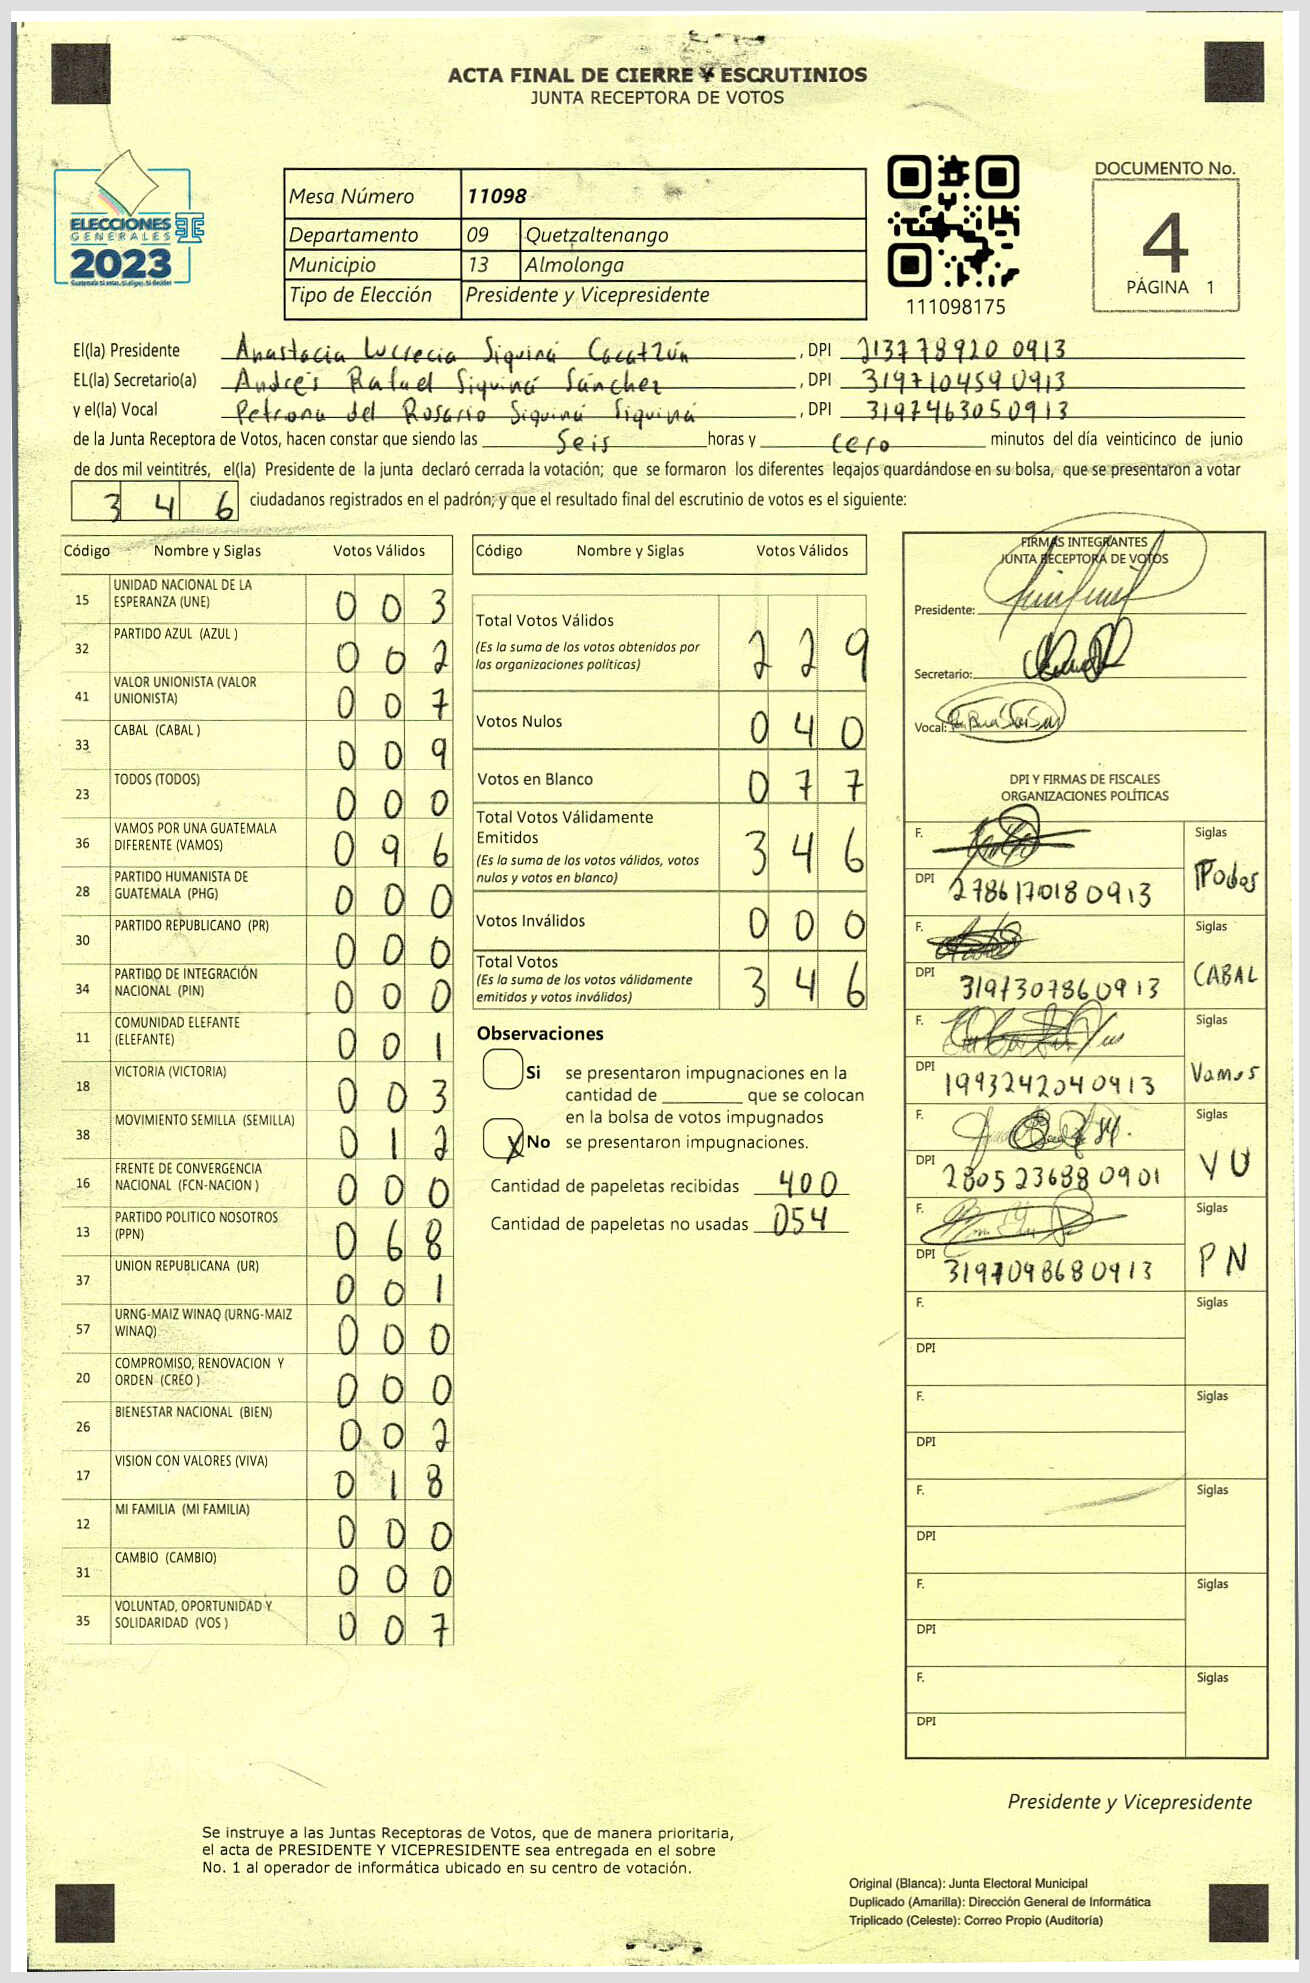 ACTA FINAL DE CIERRE Y ESCRUTINIOS
JUNTA RECEPTORA DE VOTOS
ELECCIONES
GENERALES
2023
Guatemala si votas, si eliges, si decides
Mesa Número 11098
Departamento 09 Quetzaltenango
Municipio 13 Almolonga
Tipo de Elección Presidente y Vicepresidente
111098175
DOCUMENTO No.
4
PÁGINA 1
El(la) Presidente Anastacia Lucrecia Siquiná Cocatzún, DPI 213778920 0913
EL(la) Secretario(a) Andrés Rafael Siquiná Sánchez, DPI 319710459 0913
y el(la) Vocal Petrona del Rosario Siquiná Siquiná, DPI 319746305 0913
de la Junta Receptora de Votos, hacen constar que siendo las Seis horas y cero minutos del día veinticinco de junio
de dos mil veintitrés, el(la) Presidente de la junta declaró cerrada la votación; que se formaron los diferentes legajos quardándose en su bolsa, que se presentaron a votar
3 4 6 ciudadanos registrados en el padrón; y que el resultado final del escrutinio de votos es el siguiente:
Código Nombre y Siglas Votos Válidos
15 UNIDAD NACIONAL DE LA ESPERANZA (UNE) 0 0 3
32 PARTIDO AZUL (AZUL ) 0 0 2
41 VALOR UNIONISTA (VALOR UNIONISTA) 0 0 7
33 CABAL (CABAL ) 0 0 9
23 TODOS (TODOS) 0 0 0
36 VAMOS POR UNA GUATEMALA DIFERENTE (VAMOS) 0 9 6
28 PARTIDO HUMANISTA DE GUATEMALA (PHG) 0 0 0
30 PARTIDO REPUBLICANO (PR) 0 0 0
34 PARTIDO DE INTEGRACIÓN NACIONAL (PIN) 0 0 0
11 COMUNIDAD ELEFANTE (ELEFANTE) 0 0 1
18 VICTORIA (VICTORIA) 0 0 3
38 MOVIMIENTO SEMILLA (SEMILLA) 0 1 2
16 FRENTE DE CONVERGENCIA NACIONAL (FCN-NACION ) 0 0 0
13 PARTIDO POLITICO NOSOTROS (PPN) 0 6 8
37 UNION REPUBLICANA (UR) 0 0 1
57 URNG-MAIZ WINAQ (URNG-MAIZ WINAQ) 0 0 0
20 COMPROMISO, RENOVACION Y ORDEN (CREO ) 0 0 0
26 BIENESTAR NACIONAL (BIEN) 0 0 2
17 VISION CON VALORES (VIVA) 0 1 8
12 MI FAMILIA (MI FAMILIA) 0 0 0
31 CAMBIO (CAMBIO) 0 0 0
35 VOLUNTAD, OPORTUNIDAD Y SOLIDARIDAD (VOS ) 0 0 7
Código Nombre y Siglas Votos Válidos
Total Votos Válidos 2 2 9
(Es la suma de los votos obtenidos por
las organizaciones políticas)
Votos Nulos 0 4 0
Votos en Blanco 0 7 7
Total Votos Válidamente
Emitidos 3 4 6
(Es la suma de los votos válidos, votos
nulos y votos en blanco)
Votos Inválidos 0 0 0
Total Votos 3 4 6
(Es la suma de los votos válidamente
emitidos y votos inválidos)
Observaciones
Si se presentaron impugnaciones en la
cantidad de ________ que se colocan
en la bolsa de votos impugnados
X No se presentaron impugnaciones.
Cantidad de papeletas recibidas 400
Cantidad de papeletas no usadas 054
FIRMAS INTEGRANTES
JUNTA RECEPTORA DE VOTOS
Presidente:
Secretario:
Vocal:
DPI Y FIRMAS DE FISCALES
ORGANIZACIONES POLÍTICAS
F. Siglas
DPI 278617018 0913 Todos
F. Siglas
DPI 319730786 0913 CABAL
F. Siglas
DPI 199324204 0913 Vamos
F. Siglas
DPI 2805 23688 0901 VU
F. Siglas
DPI 319709868 0913 PN
F. Siglas
DPI
F. Siglas
DPI
F. Siglas
DPI
F. Siglas
DPI
F. Siglas
DPI
Presidente y Vicepresidente
Se instruye a las Juntas Receptoras de Votos, que de manera prioritaria,
el acta de PRESIDENTE Y VICEPRESIDENTE sea entregada en el sobre
No. 1 al operador de informática ubicado en su centro de votación.
Original (Blanca): Junta Electoral Municipal
Duplicado (Amarilla): Dirección General de Informática
Triplicado (Celeste): Correo Propio (Auditoría)